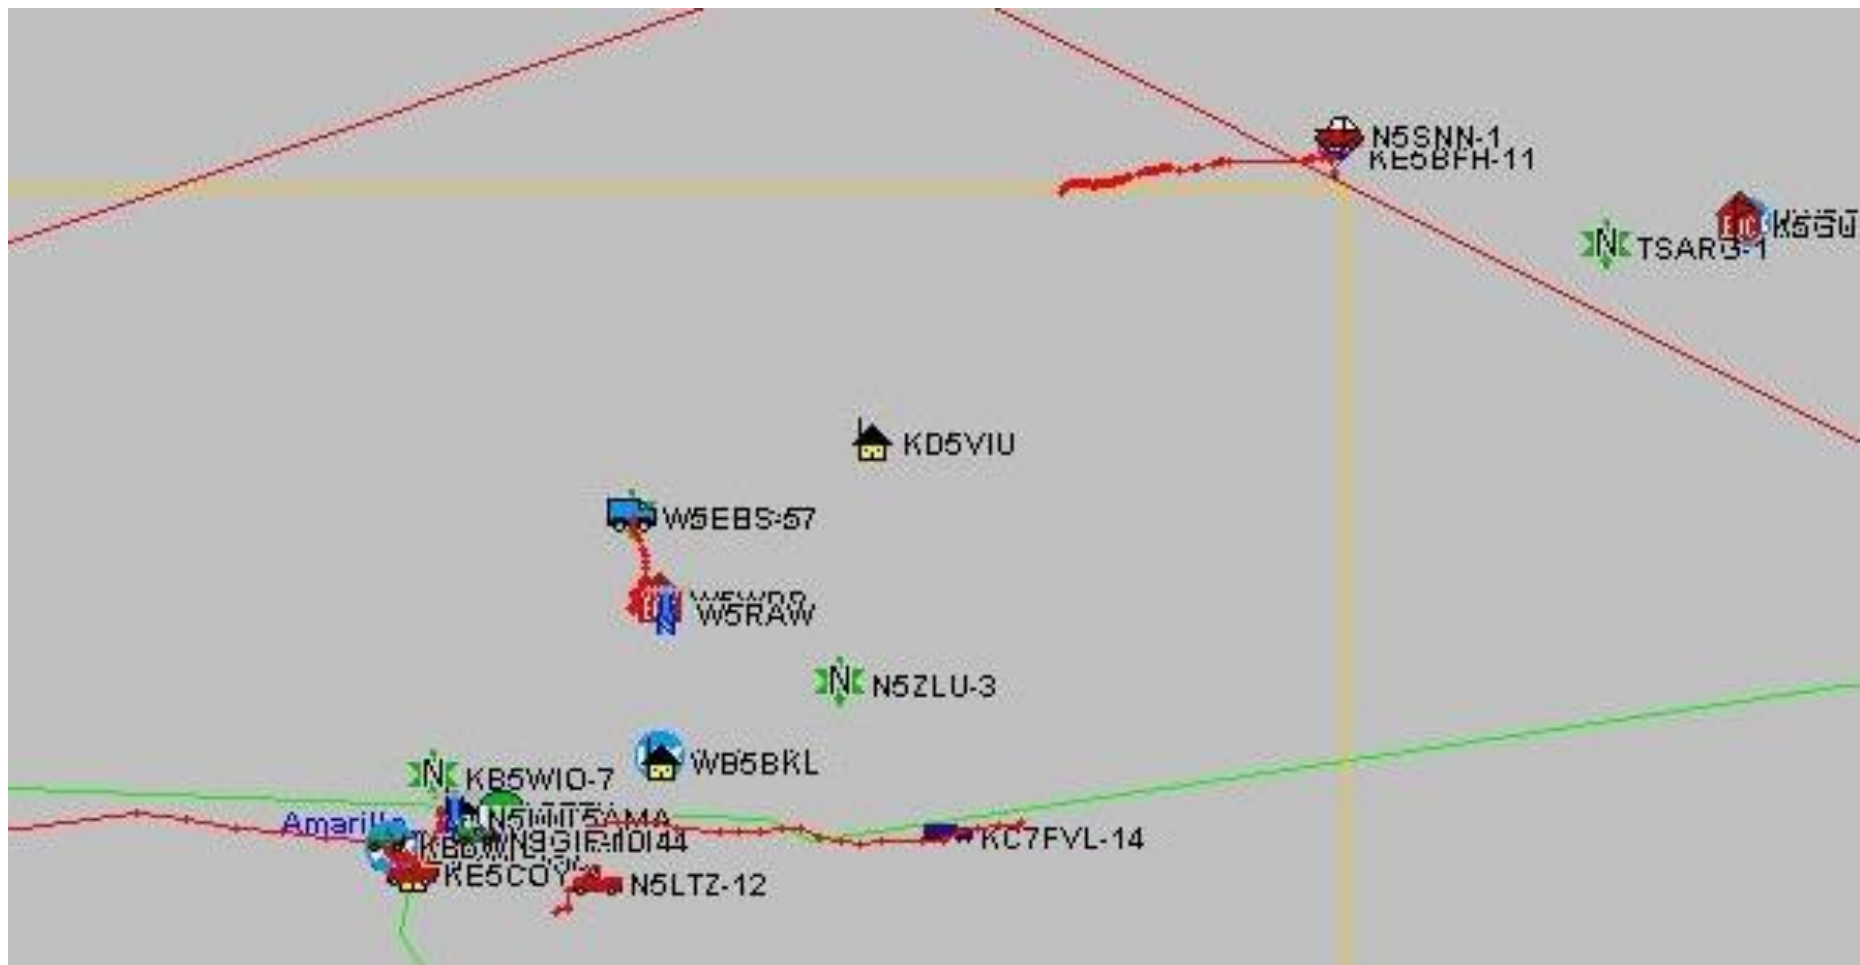 N5SNN-1
KE5BFH-11
TSARG-1
KD5VIU
W5EBS-57
W5RAW
N5ZLU-3
WB5BKL
KB5WIO-7
Amarillo
KC7FVL-14
KE5COY
N5LTZ-12